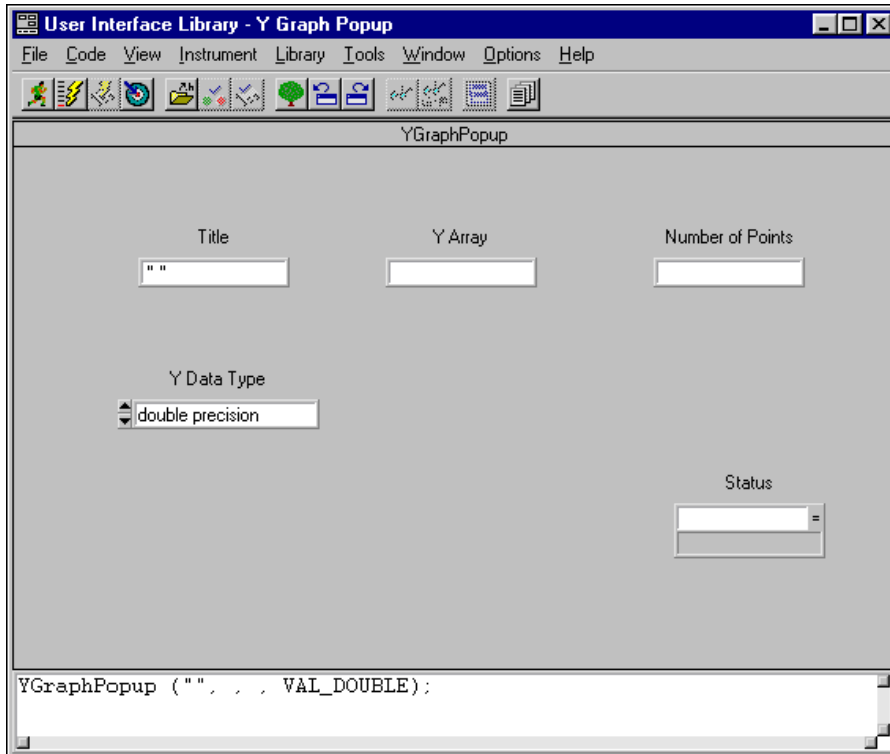 User Interface Library - Y Graph Popup
File Code View Instrument Library Tools Window Options Help
YGraphPopup
Title Y Array Number of Points
" "
Y Data Type
double precision
Status
=
YGraphPopup ("", , , VAL_DOUBLE);